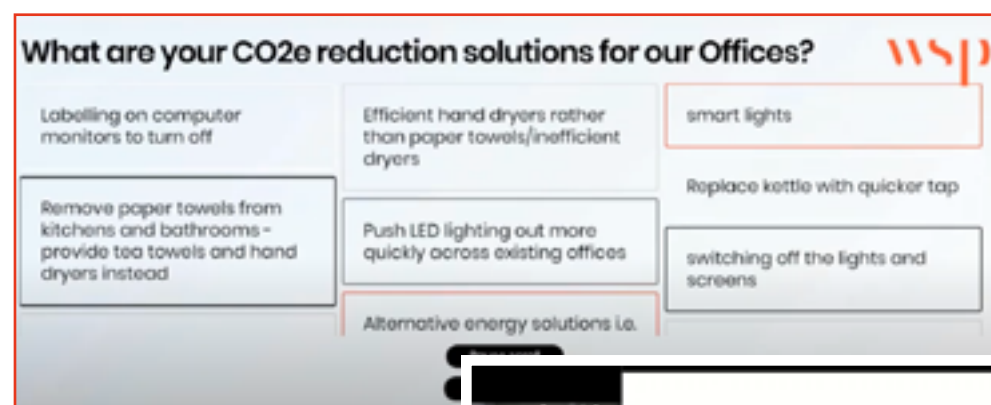 What are your CO2e reduction solutions for our Offices?
wsp
Labelling on computer
monitors to turn off
Remove paper towels from
kitchens and bathrooms -
provide tea towels and hand
dryers instead
Efficient hand dryers rather
than paper towels/inefficient
dryers
Push LED lighting out more
quickly across existing offices
Alternative energy solutions i.e.
smart lights
Replace kettle with quicker tap
switching off the lights and
screens